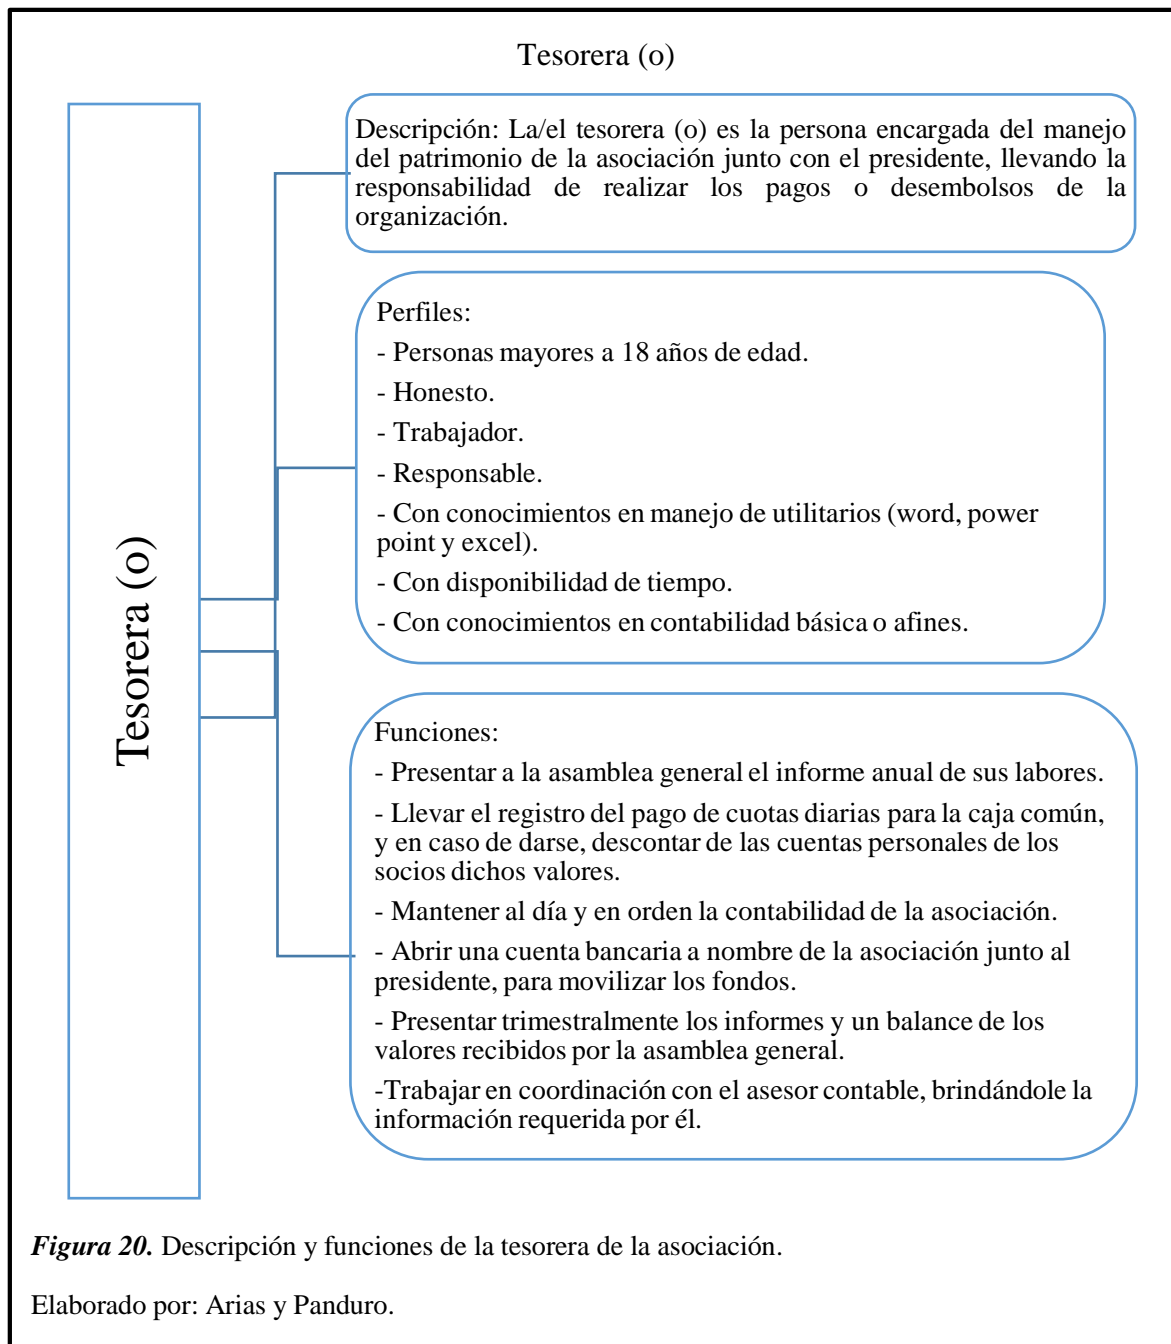 Tesorera (o)
Tesorera (o)
Descripción: La/el tesorera (o) es la persona encargada del manejo
del patrimonio de la asociación junto con el presidente, llevando la
responsabilidad de realizar los pagos o desembolsos de la
organización.
Perfiles:
- Personas mayores a 18 años de edad.
- Honesto.
- Trabajador.
- Responsable.
- Con conocimientos en manejo de utilitarios (word, power
point y excel).
- Con disponibilidad de tiempo.
- Con conocimientos en contabilidad básica o afines.
Funciones:
- Presentar a la asamblea general el informe anual de sus labores.
- Llevar el registro del pago de cuotas diarias para la caja común,
y en caso de darse, descontar de las cuentas personales de los
socios dichos valores.
- Mantener al día y en orden la contabilidad de la asociación.
- Abrir una cuenta bancaria a nombre de la asociación junto al
presidente, para movilizar los fondos.
- Presentar trimestralmente los informes y un balance de los
valores recibidos por la asamblea general.
-Trabajar en coordinación con el asesor contable, brindándole la
información requerida por él.
Figura 20. Descripción y funciones de la tesorera de la asociación.
Elaborado por: Arias y Panduro.